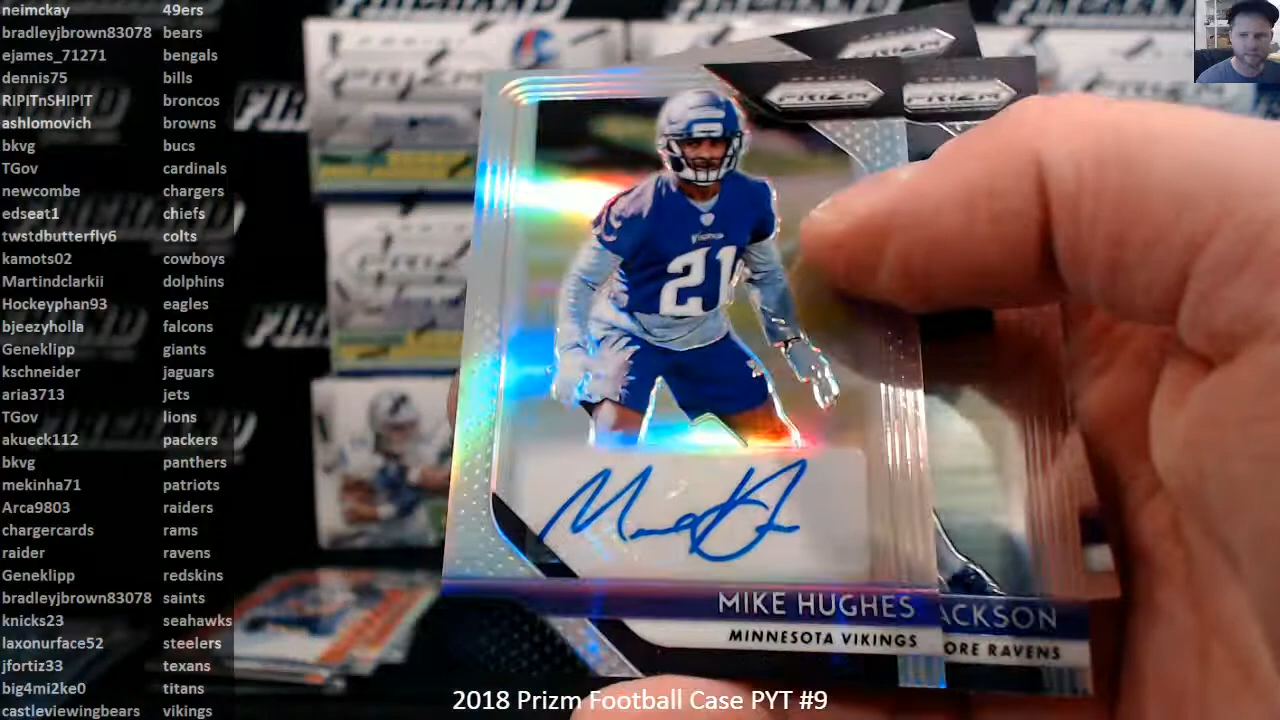 neimckay 49ers
bradleyjbrown83078 bears
ejames_71271 bengals
dennis75 bills
RIPITnSHIPIT broncos
ashlomovich browns
bkvg bucs
TGov cardinals
newcombe chargers
edseat1 chiefs
twstdbutterfly6 colts
kamots02 cowboys
Martindclarkii dolphins
Hockeyphan93 eagles
bjeezyholla falcons
Geneklipp giants
kschneider jaguars
aria3713 jets
TGov lions
akueck112 packers
bkvg panthers
mekinha71 patriots
Arca9803 raiders
chargercards rams
raider ravens
Geneklipp redskins
bradleyjbrown83078 saints
knicks23 seahawks
laxonurface52 steelers
jfortiz33 texans
big4mi2ke0 titans
castleviewingbears vikings
PRIZM
PRIZM
PRIZM
21
MIKE HUGHES
MINNESOTA VIKINGS
ACKSON
ORE RAVENS
2018 Prizm Football Case PYT #9